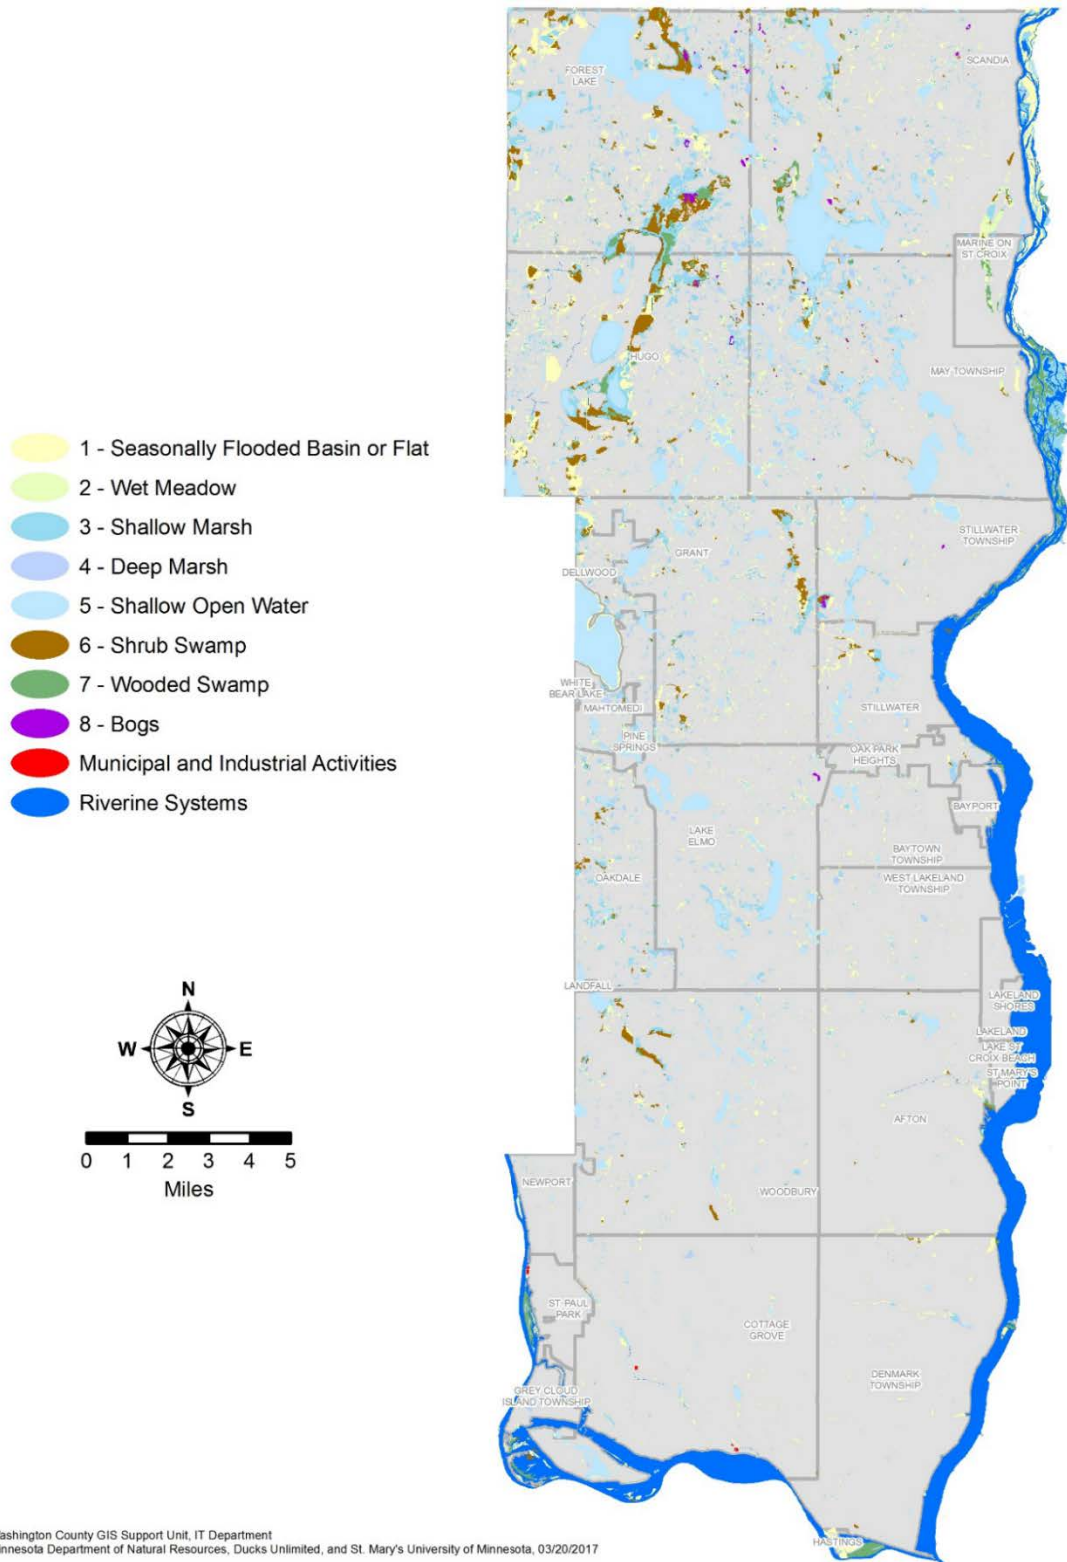 SCANDIA
FOREST
LAKE
MARINE ON
ST CROIX
HUGO
MAY TOWNSHIP
1 - Seasonally Flooded Basin or Flat
2 - Wet Meadow
3 - Shallow Marsh
4 - Deep Marsh
5 - Shallow Open Water
6 - Shrub Swamp
7 - Wooded Swamp
8 - Bogs
Municipal and Industrial Activities
Riverine Systems
STILLWATER
TOWNSHIP
GRANT
DELLWOOD
WHITE
BEAR LAKE
MAHTOMEDI
STILLWATER
PINE
SPRINGS
OAK PARK
HEIGHTS
BAYPORT
LAKE
ELMO
BAYTOWN
TOWNSHIP
OAKDALE
WEST LAKELAND
TOWNSHIP
LANDFALL
LAKELAND
SHORES
LAKELAND
LAKE ST
CROIX BEACH
ST MARY'S
POINT
AFTON
N
W E
S
0 1 2 3 4 5
Miles
NEWPORT
WOODBURY
ST PAUL
PARK
COTTAGE
GROVE
DENMARK
TOWNSHIP
GREY CLOUD
ISLAND TOWNSHIP
HASTINGS
ashington County GIS Support Unit, IT Department
innesota Department of Natural Resources, Ducks Unlimited, and St. Mary's University of Minnesota, 03/20/2017